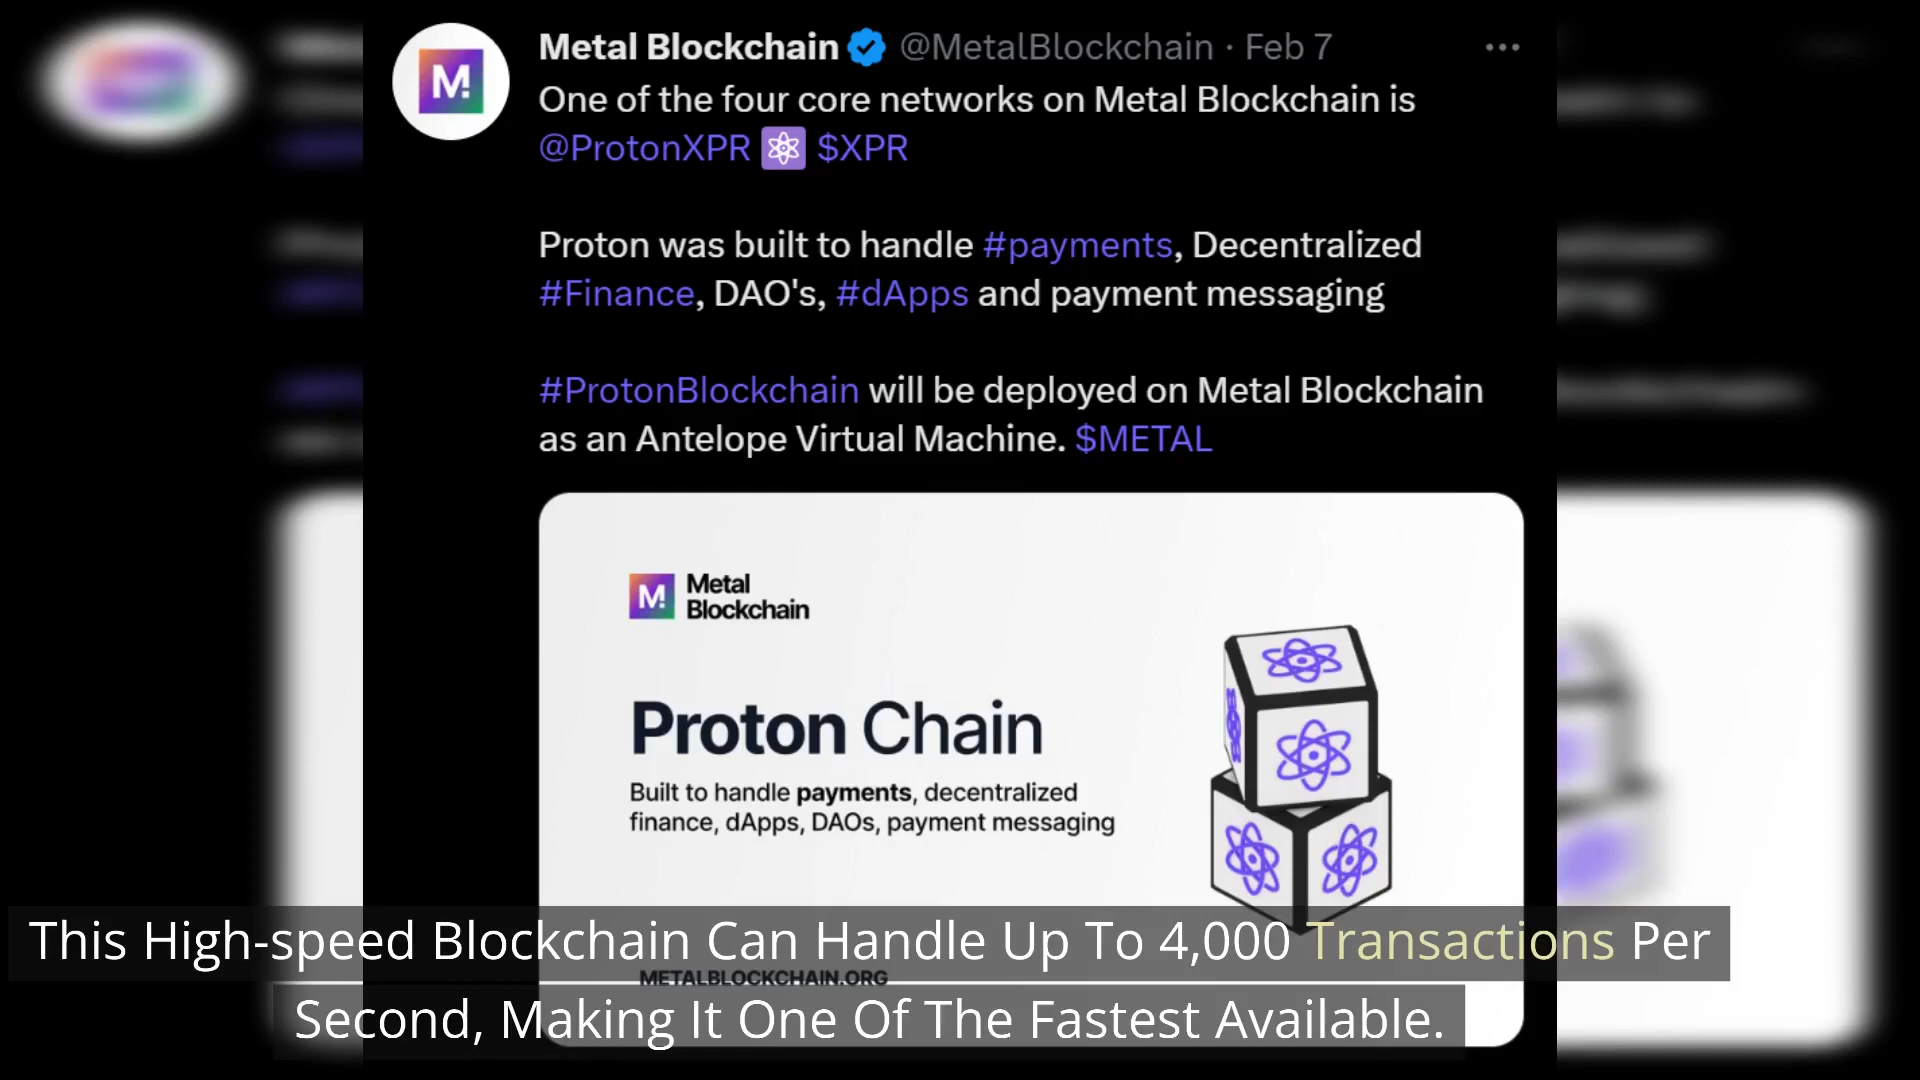 Metal Blockchain @MetalBlockchain · Feb 7
One of the four core networks on Metal Blockchain is
@ProtonXPR $XPR
Proton was built to handle #payments, Decentralized
#Finance, DAO's, #dApps and payment messaging
#ProtonBlockchain will be deployed on Metal Blockchain
as an Antelope Virtual Machine. $METAL
M! Metal
Blockchain
Proton Chain
Built to handle payments, decentralized
finance, dApps, DAOs, payment messaging
This High-speed Blockchain Can Handle Up To 4,000 Transactions Per
METALBLOCKCHAIN.ORG
Second, Making It One Of The Fastest Available.